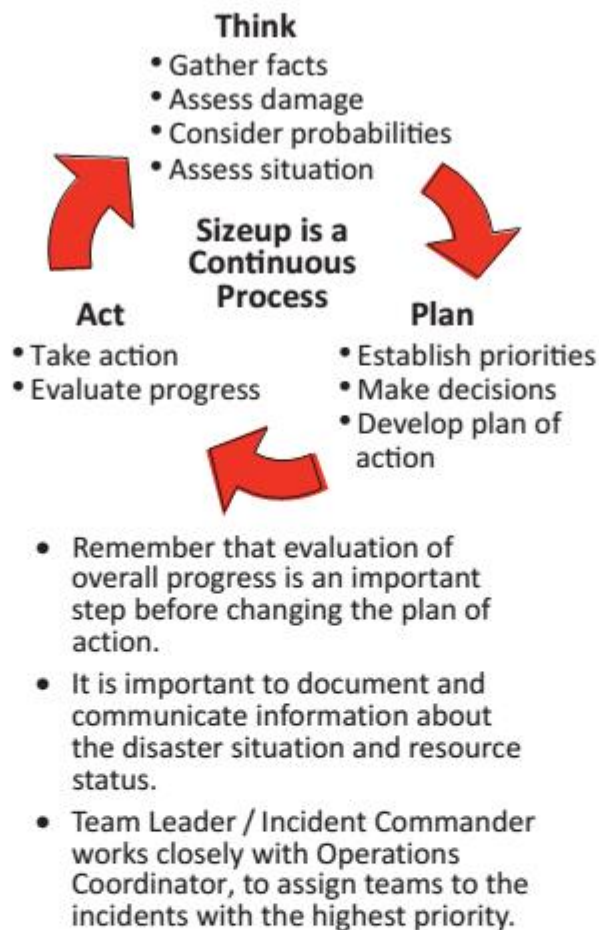 Think
• Gather facts
• Assess damage
• Consider probabilities
• Assess situation
Sizeup is a
Continuous
Process
Plan
• Establish priorities
• Make decisions
• Develop plan of
action
Act
• Take action
• Evaluate progress
• Remember that evaluation of
overall progress is an important
step before changing the plan of
action.
• It is important to document and
communicate information about
the disaster situation and resource
status.
• Team Leader / Incident Commander
works closely with Operations
Coordinator, to assign teams to the
incidents with the highest priority.